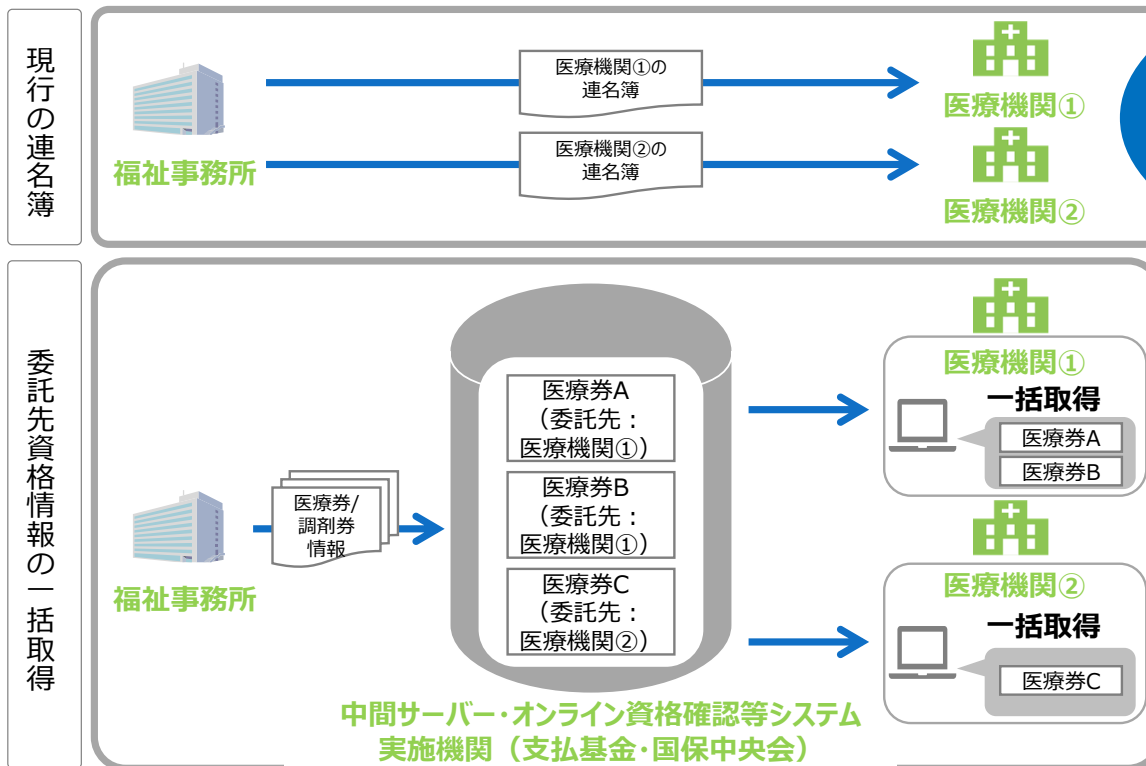 現行の連名簿
福祉事務所
医療機関①の
連名簿
医療機関②の
連名簿
医療機関①
医療機関②
委託先資格情報の一括取得
福祉事務所
医療券/
調剤券
情報
医療券A
（委託先：
医療機関①）
医療券B
（委託先：
医療機関①）
医療券C
（委託先：
医療機関②）
中間サーバー・オンライン資格確認等システム
実施機関（支払基金・国保中央会）
医療機関①
一括取得
医療券A
医療券B
医療機関②
一括取得
医療券C